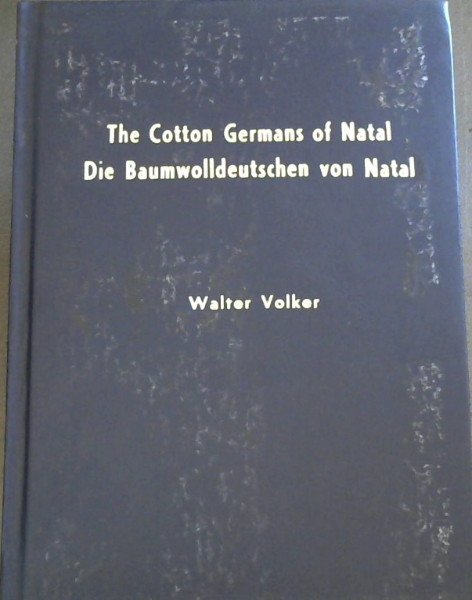 The Cotton Germans of Natal
Die Baumwolldeutschen von Natal
Walter Volker